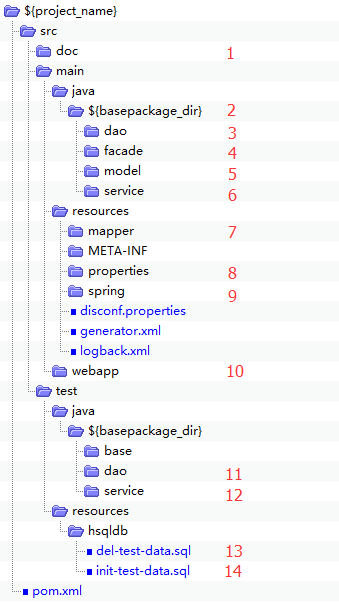 ${project_name}
src
doc 1
main
java
${basepackage_dir} 2
dao 3
facade 4
model 5
service 6
resources
mapper 7
META-INF
properties 8
spring 9
disconf.properties
generator.xml
logback.xml
webapp 10
test
java
${basepackage_dir}
base
dao 11
service 12
resources
hsqldb
del-test-data.sql 13
init-test-data.sql 14
pom.xml